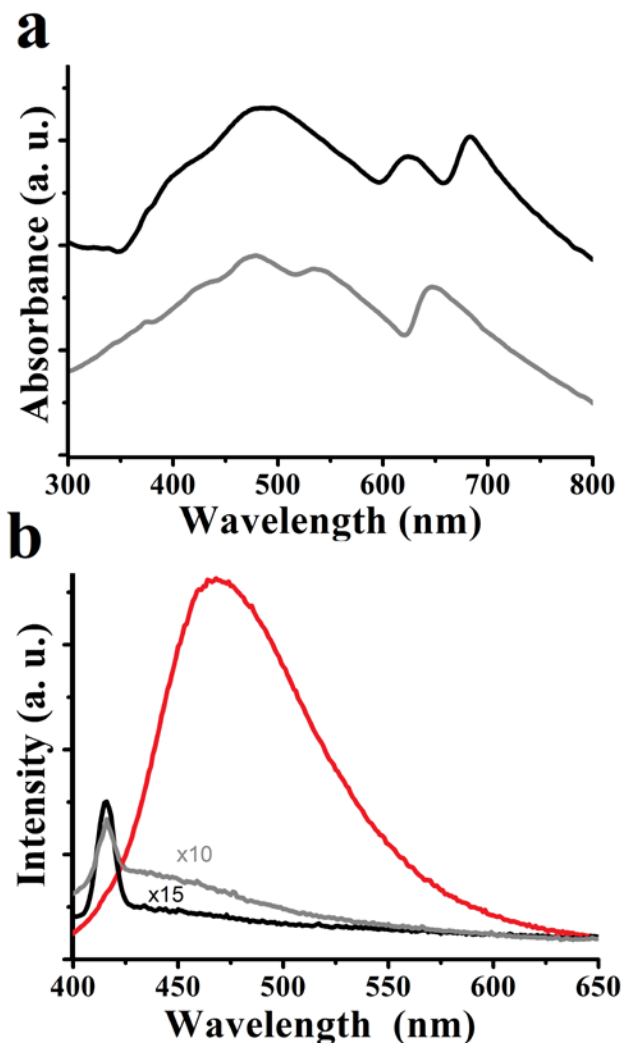 a
Absorbance (a. u.)
300 400 500 600 700 800
Wavelength (nm)
b
Intensity (a. u.)
x10
x15
400 450 500 550 600 650
Wavelength (nm)